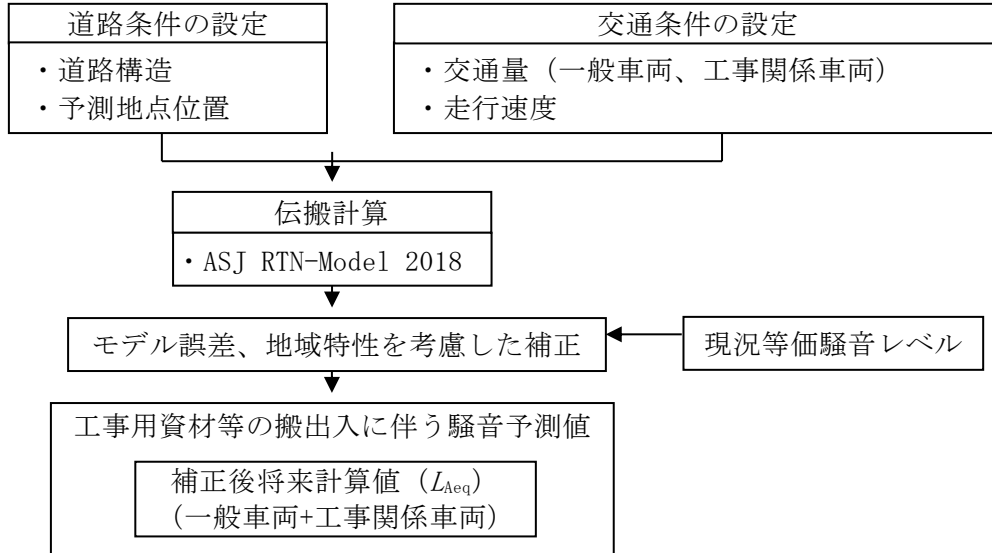 道路条件の設定
・道路構造
・予測地点位置
交通条件の設定
・交通量（一般車両、工事関係車両）
・走行速度
伝搬計算
・ASJ RTN-Model 2018
モデル誤差、地域特性を考慮した補正
現況等価騒音レベル
工事用資材等の搬出入に伴う騒音予測値
補正後将来計算値（LAeq）
（一般車両+工事関係車両）